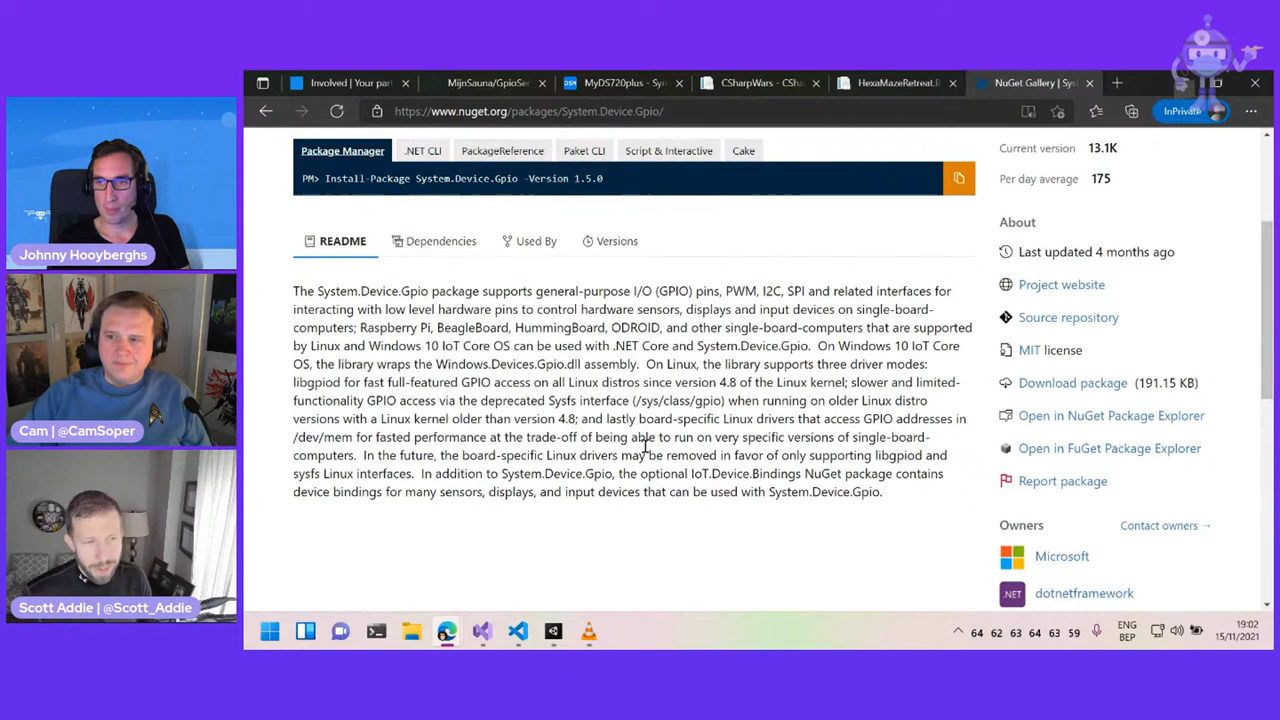 Involved | Your part
MijnSauna/GpioSer
MyDS720plus - Syn
CSharpWars - CSha
HexaMazeRetreat.B
NuGet Gallery | Sys
https://www.nuget.org/packages/System.Device.Gpio/
InPrivate
Package Manager
.NET CLI
PackageReference
Paket CLI
Script & Interactive
Cake
PM> Install-Package System.Device.Gpio -Version 1.5.0
README
Dependencies
Used By
Versions
The System.Device.Gpio package supports general-purpose I/O (GPIO) pins, PWM, I2C, SPI and related interfaces for
interacting with low level hardware pins to control hardware sensors, displays and input devices on single-board-
computers; Raspberry Pi, BeagleBoard, HummingBoard, ODROID, and other single-board-computers that are supported
by Linux and Windows 10 IoT Core OS can be used with .NET Core and System.Device.Gpio. On Windows 10 IoT Core
OS, the library wraps the Windows.Devices.Gpio.dll assembly. On Linux, the library supports three driver modes:
libgpiod for fast full-featured GPIO access on all Linux distros since version 4.8 of the Linux kernel; slower and limited-
functionality GPIO access via the deprecated Sysfs interface (/sys/class/gpio) when running on older Linux distro
versions with a Linux kernel older than version 4.8; and lastly board-specific Linux drivers that access GPIO addresses in
/dev/mem for fasted performance at the trade-off of being able to run on very specific versions of single-board-
computers. In the future, the board-specific Linux drivers may be removed in favor of only supporting libgpiod and
sysfs Linux interfaces. In addition to System.Device.Gpio, the optional IoT.Device.Bindings NuGet package contains
device bindings for many sensors, displays, and input devices that can be used with System.Device.Gpio.
Current version 13.1K
Per day average 175
About
Last updated 4 months ago
Project website
Source repository
MIT license
Download package (191.15 KB)
Open in NuGet Package Explorer
Open in FuGet Package Explorer
Report package
Owners
Contact owners →
Microsoft
.NET
dotnetframework
Johnny Hooyberghs
Cam | @CamSoper
Scott Addie | @Scott_Addie
64 62 63 64 63 59
ENG
BEP
19:02
15/11/2021